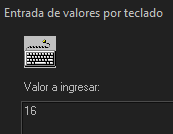 Entrada de valores por teclado
Valor a ingresar:
16